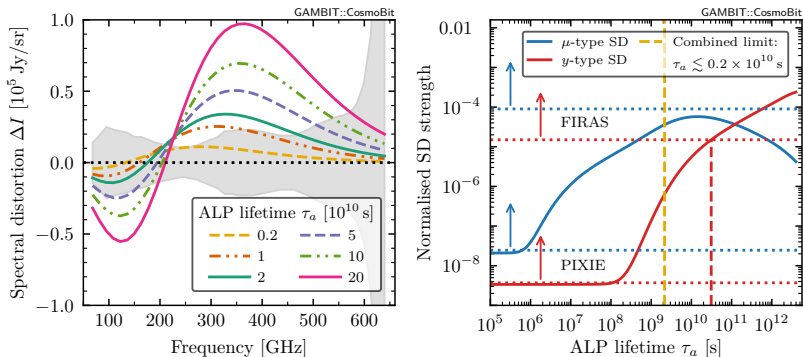 GAMBIT::CosmoBit
Spectral distortion ΔI [10⁵ Jy/sr]
1.0
0.5
0.0
−0.5
−1.0
ALP lifetime τₐ [10¹⁰ s]
0.2
1
2
5
10
20
100
200
300
400
500
600
Frequency [GHz]
GAMBIT::CosmoBit
Normalised SD strength
0.01
10⁻⁴
10⁻⁶
10⁻⁸
μ-type SD
y-type SD
Combined limit:
τₐ ≲ 0.2 × 10¹⁰ s
FIRAS
PIXIE
10⁵
10⁶
10⁷
10⁸
10⁹
10¹⁰
10¹¹
10¹²
ALP lifetime τₐ [s]